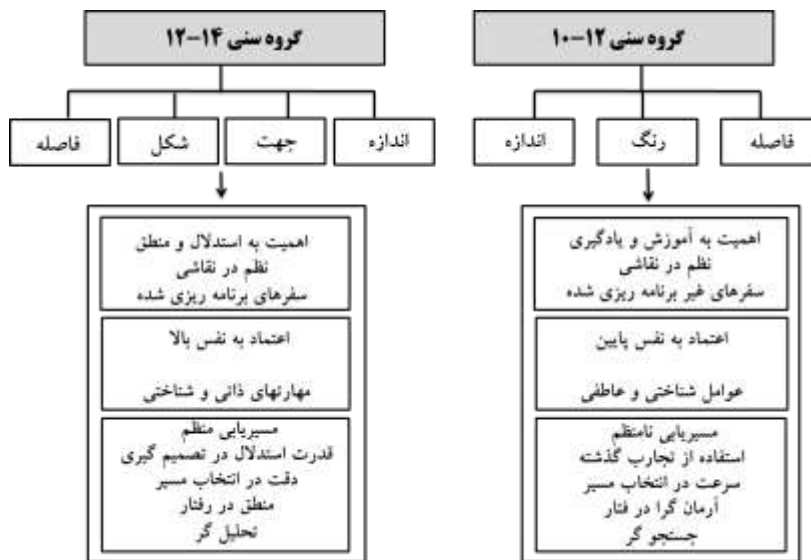 گروه سنی ۱۲-۱۰
فاصله
رنگ
اندازه
اهمیت به آموزش و یادگیری
نظم در نقاشی
سفرهای غیر برنامه ریزی شده
اعتماد به نفس پایین
عوامل شناختی و عاطفی
مسیریابی نامنظم
استفاده از تجارب گذشته
سرعت در انتخاب مسیر
آرمان گرا در فتار
جستجو گر
گروه سنی ۱۴-۱۲
اندازه
جهت
شکل
فاصله
اهمیت به استدلال و منطق
نظم در نقاشی
سفرهای برنامه ریزی شده
اعتماد به نفس بالا
مهارتهای ذاتی و شناختی
مسیریابی منظم
قدرت استدلال در تصمیم گیری
دقت در انتخاب مسیر
منطق در رفتار
تحلیل گر